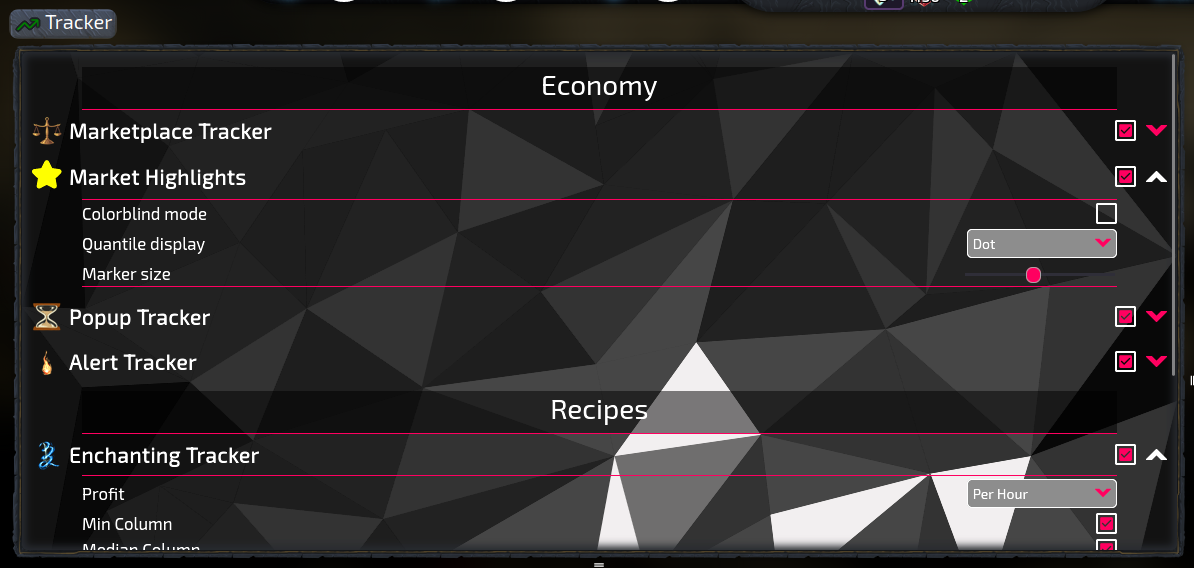 Tracker
Economy
Marketplace Tracker
Market Highlights
Colorblind mode
Quantile display
Dot
Marker size
Popup Tracker
Alert Tracker
Recipes
Enchanting Tracker
Profit
Per Hour
Min Column
Median Column